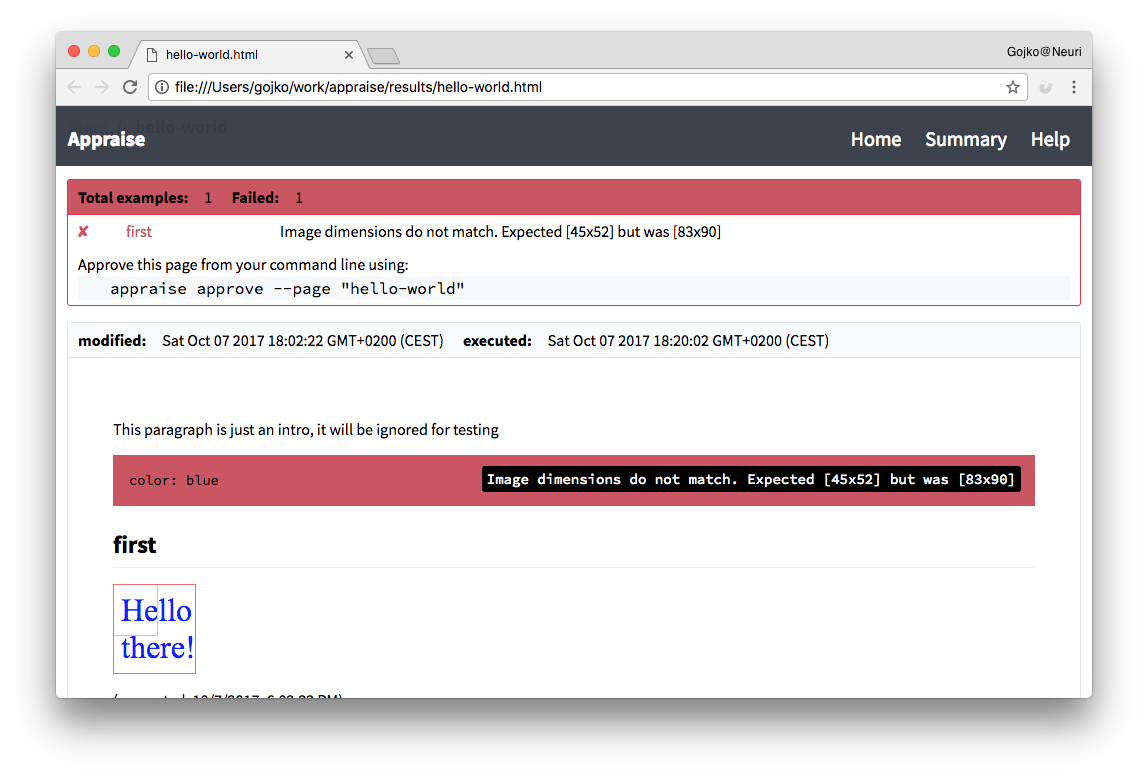 hello-world.html
Gojko@Neuri
file:///Users/gojko/work/appraise/results/hello-world.html
hello-world
Appraise Home Summary Help
Total examples: 1 Failed: 1
✘ first Image dimensions do not match. Expected [45x52] but was [83x90]
Approve this page from your command line using:
appraise approve --page "hello-world"
modified: Sat Oct 07 2017 18:02:22 GMT+0200 (CEST) executed: Sat Oct 07 2017 18:20:02 GMT+0200 (CEST)
This paragraph is just an intro, it will be ignored for testing
color: blue Image dimensions do not match. Expected [45x52] but was [83x90]
first
Hello
there!